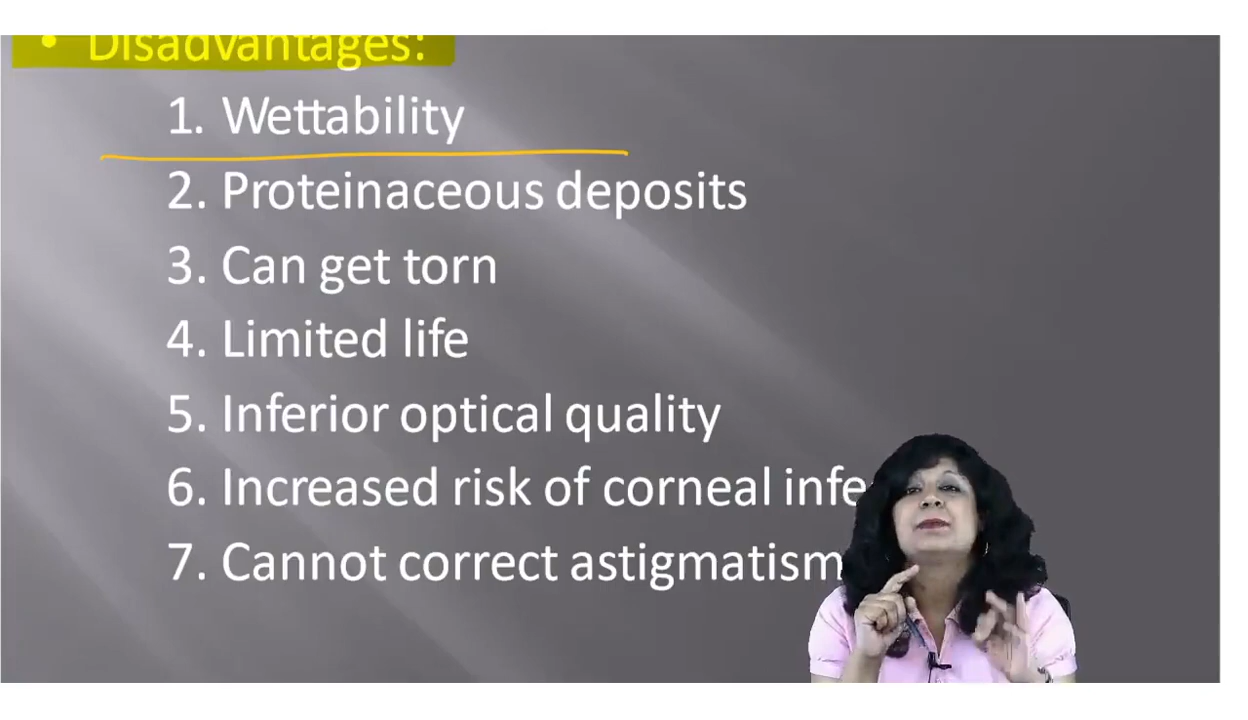 • Disadvantages:
1. Wettability
2. Proteinaceous deposits
3. Can get torn
4. Limited life
5. Inferior optical quality
6. Increased risk of corneal infe
7. Cannot correct astigmatism